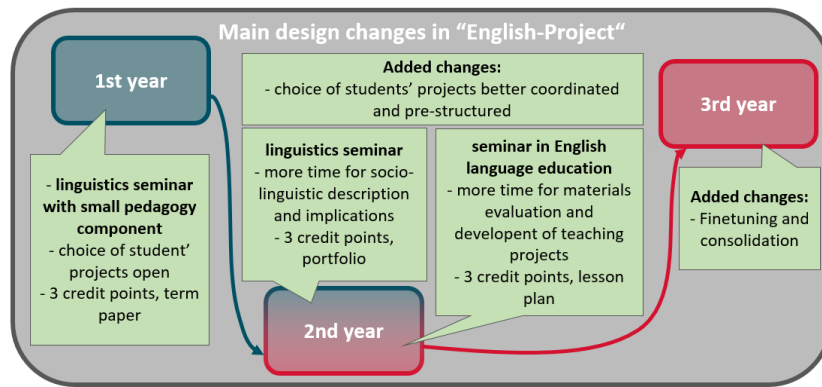 Main design changes in “English-Project“
1st year
- linguistics seminar
with small pedagogy
component
- choice of student’
projects open
- 3 credit points, term
paper
Added changes:
- choice of students’ projects better coordinated
and pre-structured
linguistics seminar
- more time for socio-
linguistic description
and implications
- 3 credit points,
portfolio
seminar in English
language education
- more time for materials
evaluation and
developent of teaching
projects
- 3 credit points, lesson
plan
2nd year
3rd year
Added changes:
- Finetuning and
consolidation